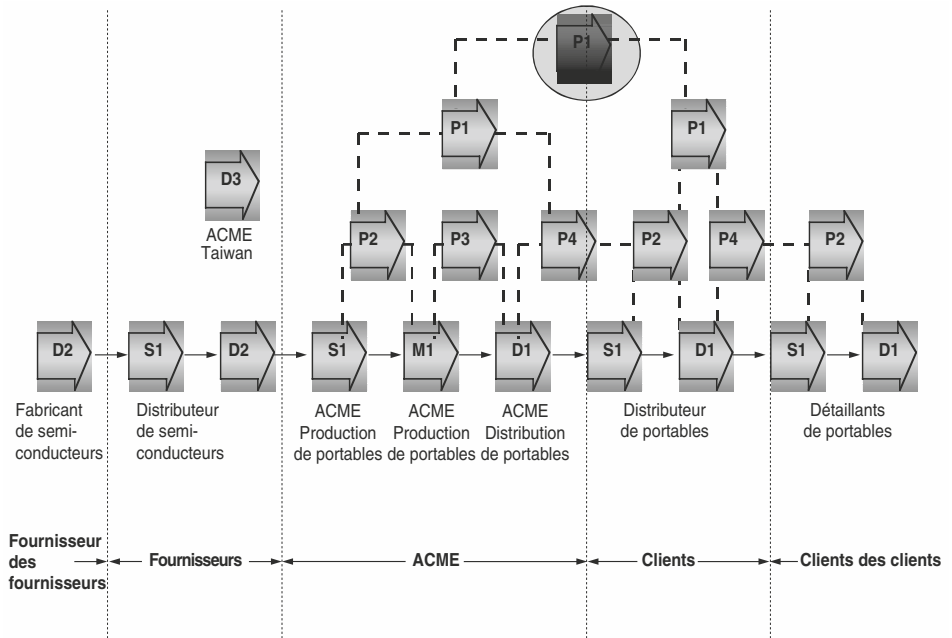 P1
P1
P1
D3
ACME
Taiwan
P2
P3
P4
P2
P4
P2
D2
S1
D2
S1
M1
D1
S1
D1
S1
D1
Fabricant
de semi-
conducteurs
Distributeur
de semi-
conducteurs
ACME
Production
de portables
ACME
Production
de portables
ACME
Distribution
de portables
Distributeur
de portables
Détaillants
de portables
Fournisseur
des
fournisseurs
Fournisseurs
ACME
Clients
Clients des clients